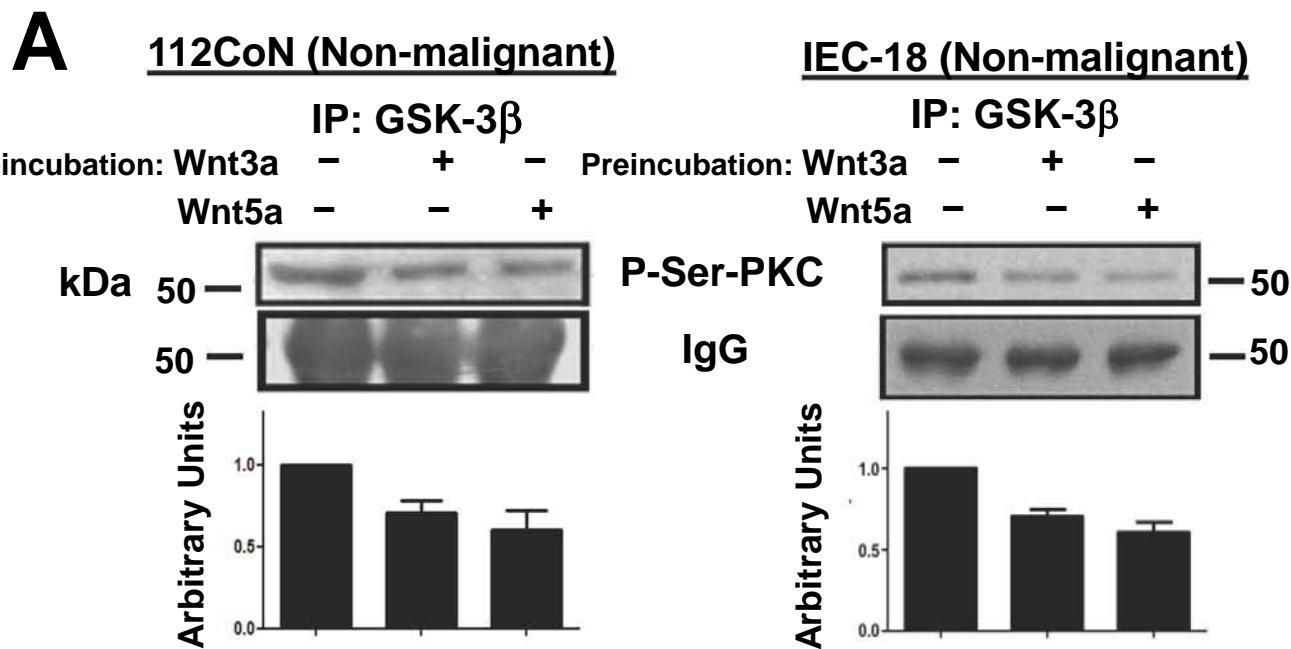 A
112CoN (Non-malignant)
IP: GSK-3β
incubation: Wnt3a − + −
Wnt5a − − +
kDa 50
50
Arbitrary Units
1.0
0.5
0.0
IEC-18 (Non-malignant)
IP: GSK-3β
Preincubation: Wnt3a − + −
Wnt5a − − +
P-Ser-PKC 50
IgG 50
Arbitrary Units
1.0
0.5
0.0